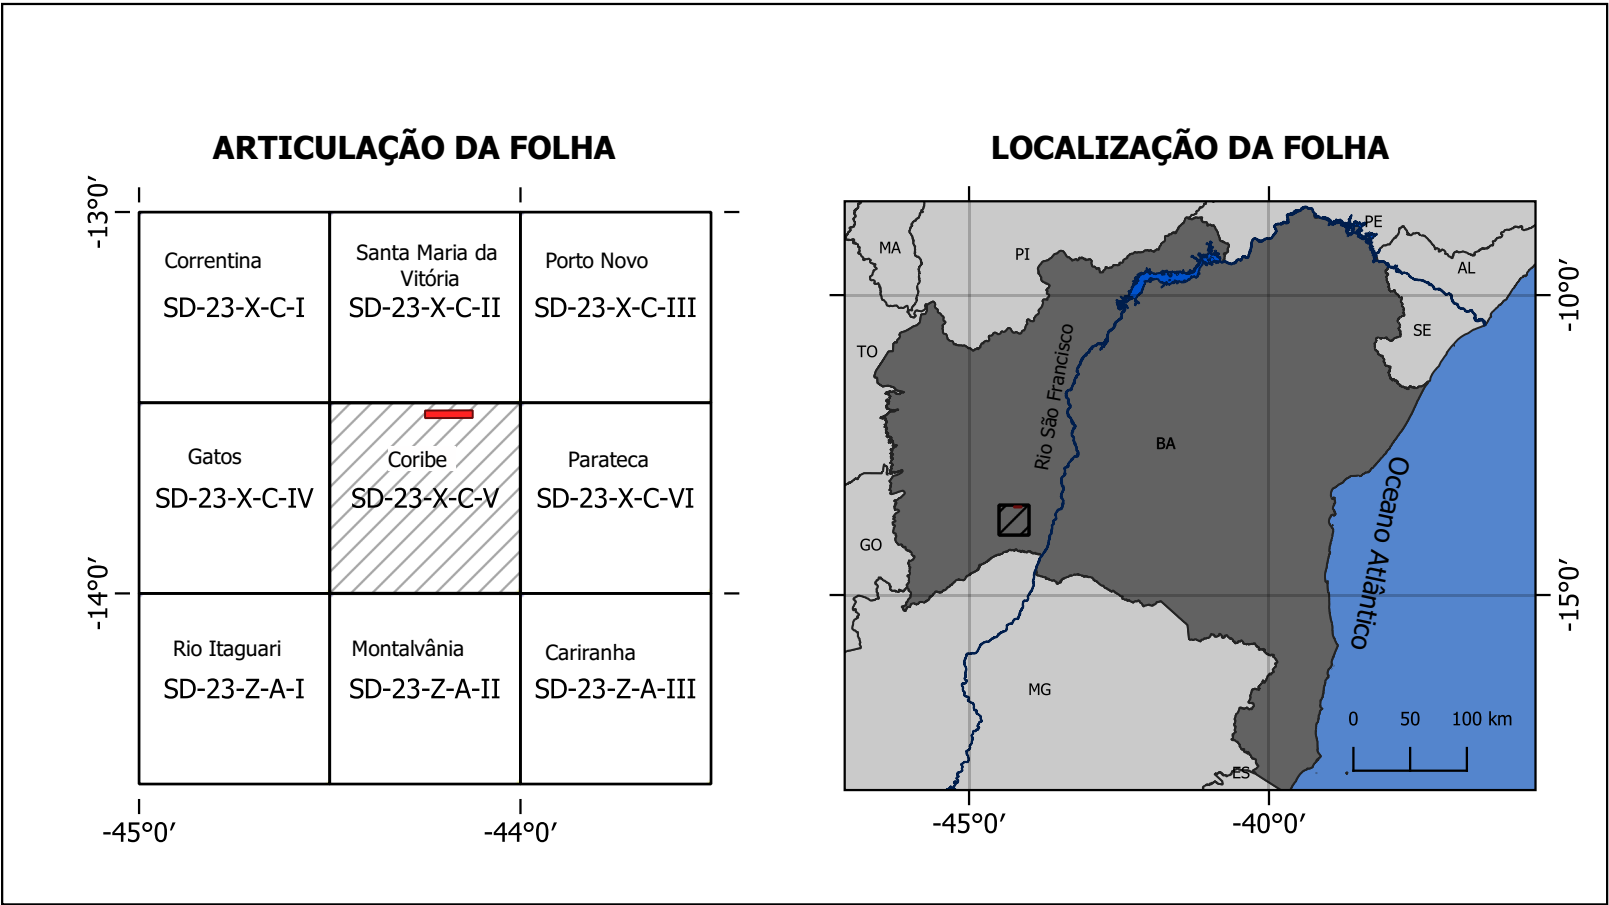 ARTICULAÇÃO DA FOLHA
-13°0′
-14°0′
Correntina
SD-23-X-C-I
Santa Maria da
Vitória
SD-23-X-C-II
Porto Novo
SD-23-X-C-III
Gatos
SD-23-X-C-IV
Coribe
SD-23-X-C-V
Parateca
SD-23-X-C-VI
Rio Itaguari
SD-23-Z-A-I
Montalvânia
SD-23-Z-A-II
Cariranha
SD-23-Z-A-III
-45°0′
-44°0′
LOCALIZAÇÃO DA FOLHA
MA
PI
PE
AL
SE
TO
Rio São Francisco
BA
GO
Oceano Atlântico
MG
ES
0 50 100 km
-10°0′
-15°0′
-45°0′
-40°0′